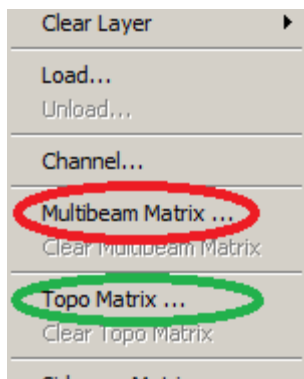 Clear Layer
Load...
Unload...
Channel...
Multibeam Matrix ...
Clear Multibeam Matrix
Topo Matrix ...
Clear Topo Matrix